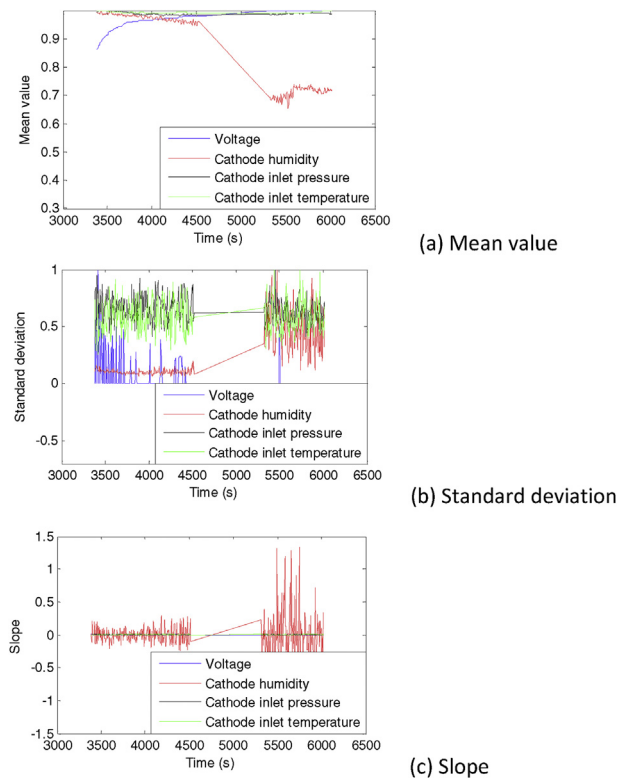 1
0.9
0.8
0.7
0.6
0.5
0.4
0.3
Mean value
Voltage
Cathode humidity
Cathode inlet pressure
Cathode inlet temperature
3000 3500 4000 4500 5000 5500 6000 6500
Time (s)
(a) Mean value
1
0.5
0
-0.5
Standard deviation
Voltage
Cathode humidity
Cathode inlet pressure
Cathode inlet temperature
3000 3500 4000 4500 5000 5500 6000 6500
Time (s)
(b) Standard deviation
1.5
1
0.5
0
-0.5
-1
-1.5
Slope
Voltage
Cathode humidity
Cathode inlet pressure
Cathode inlet temperature
3000 3500 4000 4500 5000 5500 6000 6500
Time (s)
(c) Slope